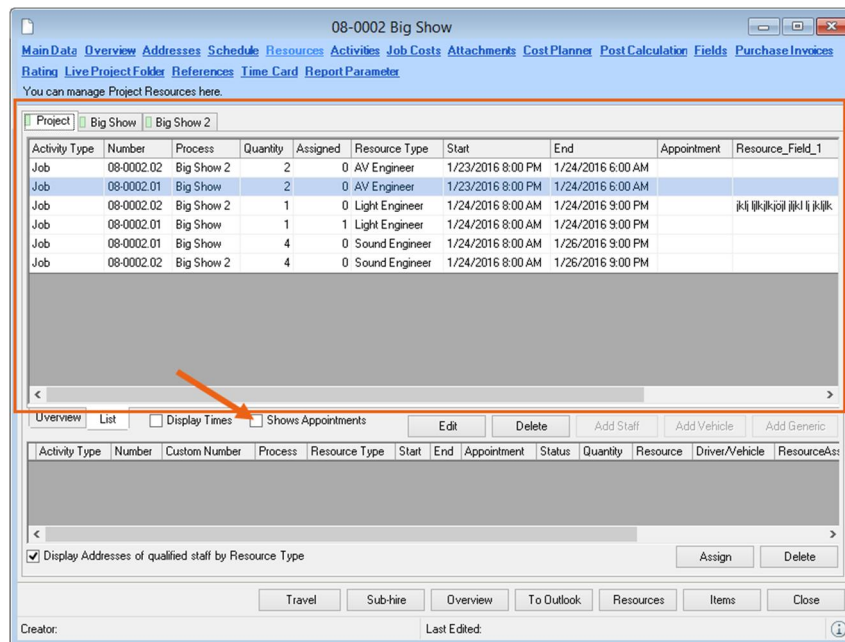 08-0002 Big Show
Main Data Overview Addresses Schedule Resources Activities Job Costs Attachments Cost Planner Post Calculation Fields Purchase Invoices
Rating Live Project Folder References Time Card Report Parameter
You can manage Project Resources here.
Project Big Show Big Show 2
Activity Type Number Process Quantity Assigned Resource Type Start End Appointment Resource_Field_1
Job 08-0002.02 Big Show 2 2 0 AV Engineer 1/23/2016 8:00 PM 1/24/2016 6:00 AM
Job 08-0002.01 Big Show 2 0 AV Engineer 1/23/2016 8:00 PM 1/24/2016 6:00 AM
Job 08-0002.02 Big Show 2 1 0 Light Engineer 1/24/2016 8:00 AM 1/24/2016 9:00 PM
Job 08-0002.01 Big Show 1 1 Light Engineer 1/24/2016 8:00 AM 1/24/2016 9:00 PM
Job 08-0002.01 Big Show 4 0 Sound Engineer 1/24/2016 8:00 AM 1/26/2016 9:00 PM
Job 08-0002.02 Big Show 2 4 0 Sound Engineer 1/24/2016 8:00 AM 1/26/2016 9:00 PM
Overview List Display Times Shows Appointments Edit Delete Add Staff Add Vehicle Add Generic
Activity Type Number Custom Number Process Resource Type Start End Appointment Status Quantity Resource Driver/Vehicle ResourceAss
Display Addresses of qualified staff by Resource Type Assign Delete
Travel Sub-hire Overview To Outlook Resources Items Close
Creator: Last Edited: